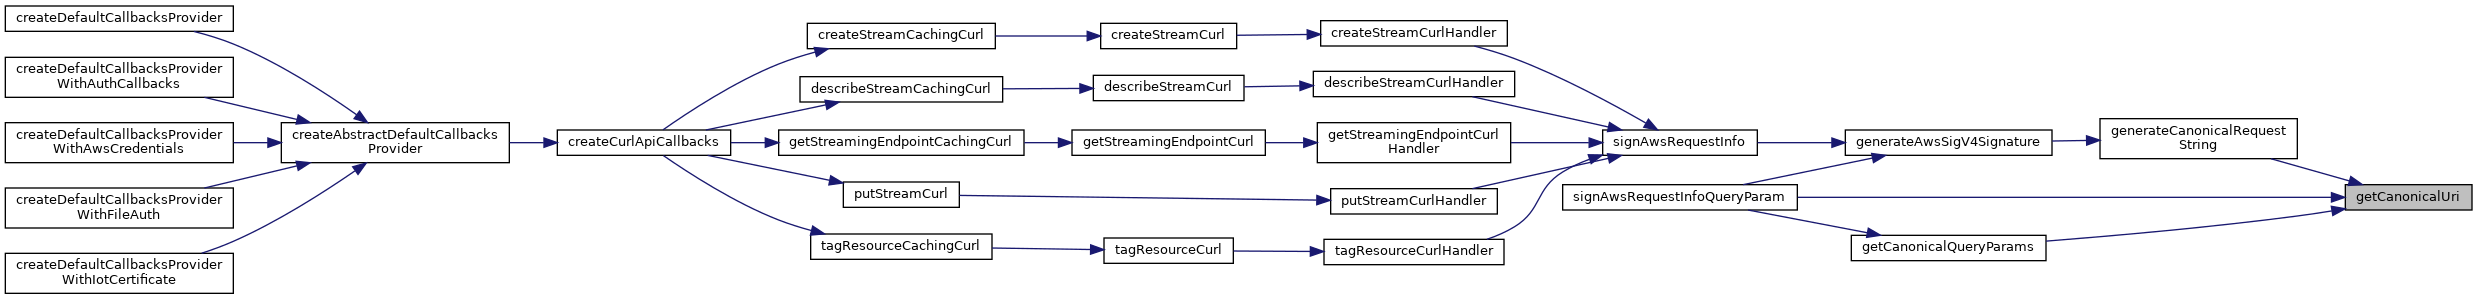 createDefaultCallbacksProvider
createDefaultCallbacksProvider
WithAuthCallbacks
createDefaultCallbacksProvider
WithAwsCredentials
createDefaultCallbacksProvider
WithFileAuth
createDefaultCallbacksProvider
WithIotCertificate
createAbstractDefaultCallbacks
Provider
createCurlApiCallbacks
createStreamCachingCurl
describeStreamCachingCurl
getStreamingEndpointCachingCurl
putStreamCurl
tagResourceCachingCurl
createStreamCurl
describeStreamCurl
getStreamingEndpointCurl
tagResourceCurl
createStreamCurlHandler
describeStreamCurlHandler
getStreamingEndpointCurl
Handler
putStreamCurlHandler
tagResourceCurlHandler
signAwsRequestInfo
signAwsRequestInfoQueryParam
generateAwsSigV4Signature
getCanonicalQueryParams
generateCanonicalRequest
String
getCanonicalUri